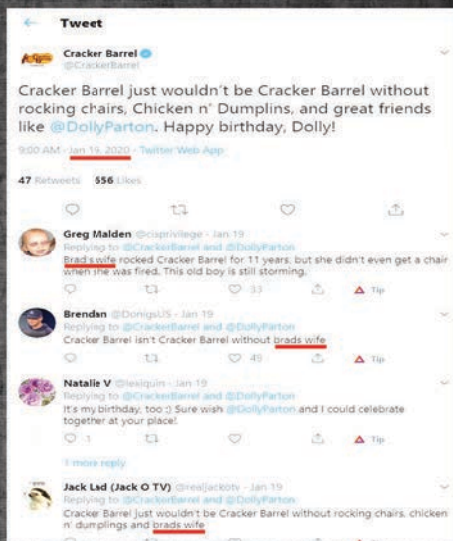 Tweet
Cracker Barrel
@CrackerBarrel
Cracker Barrel just wouldn't be Cracker Barrel without
rocking chairs, Chicken n' Dumplins, and great friends
like @DollyParton. Happy birthday, Dolly!
9:00 AM · Jan 19, 2020 · Twitter Web App
47 Retweets 556 Likes
Greg Malden @cisprivilege · Jan 19
Replying to @CrackerBarrel and @DollyParton
Brad's wife rocked Cracker Barrel for 11 years, but she didn't even get a chair
when she was fired. This old boy is still storming.
33 Tip
Brendan @DonigsUS · Jan 19
Replying to @CrackerBarrel and @DollyParton
Cracker Barrel isn't Cracker Barrel without brads wife
49 Tip
Natalie V @lexiquin · Jan 19
Replying to @CrackerBarrel and @DollyParton
It's my birthday, too :) Sure wish @DollyParton and I could celebrate
together at your place!
1 Tip
1 more reply
Jack Lad (Jack O TV) @realjackotv · Jan 19
Replying to @CrackerBarrel and @DollyParton
Cracker Barrel just wouldn't be Cracker Barrel without rocking chairs, chicken
n' dumplings and brads wife